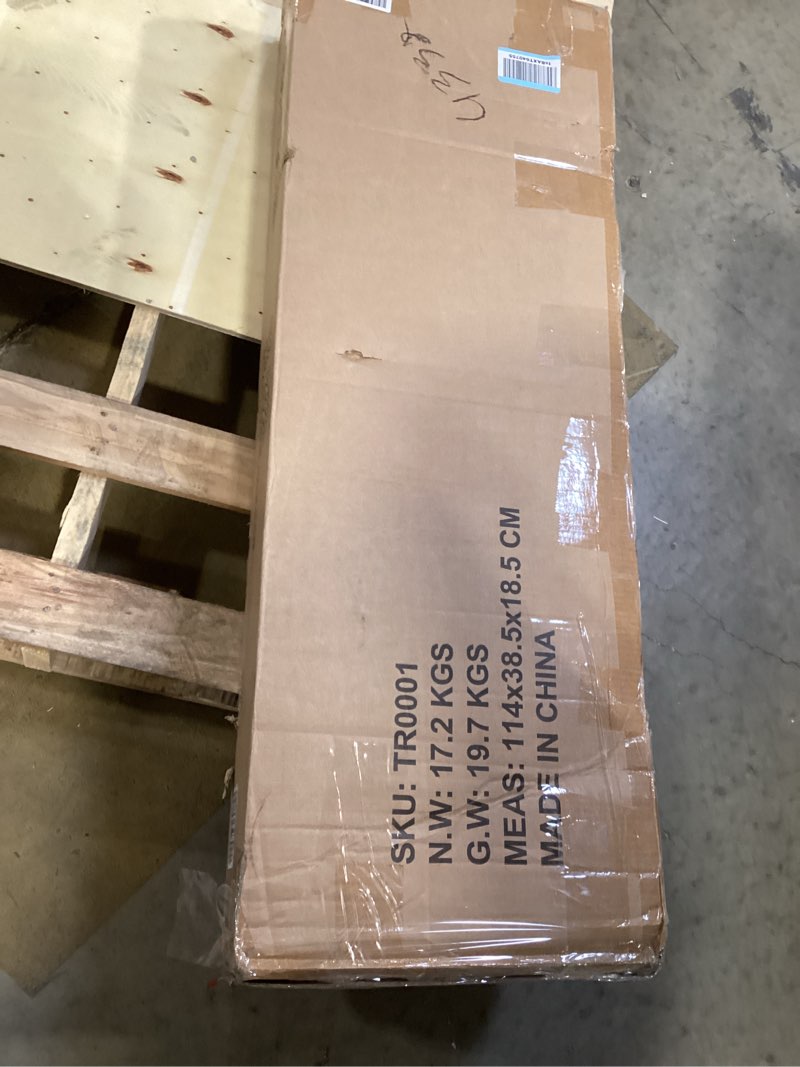 SKU: TR0001
N.W: 17.2 KGS
G.W: 19.7 KGS
MEAS: 114x38.5x18.5 CM
MADE IN CHINA